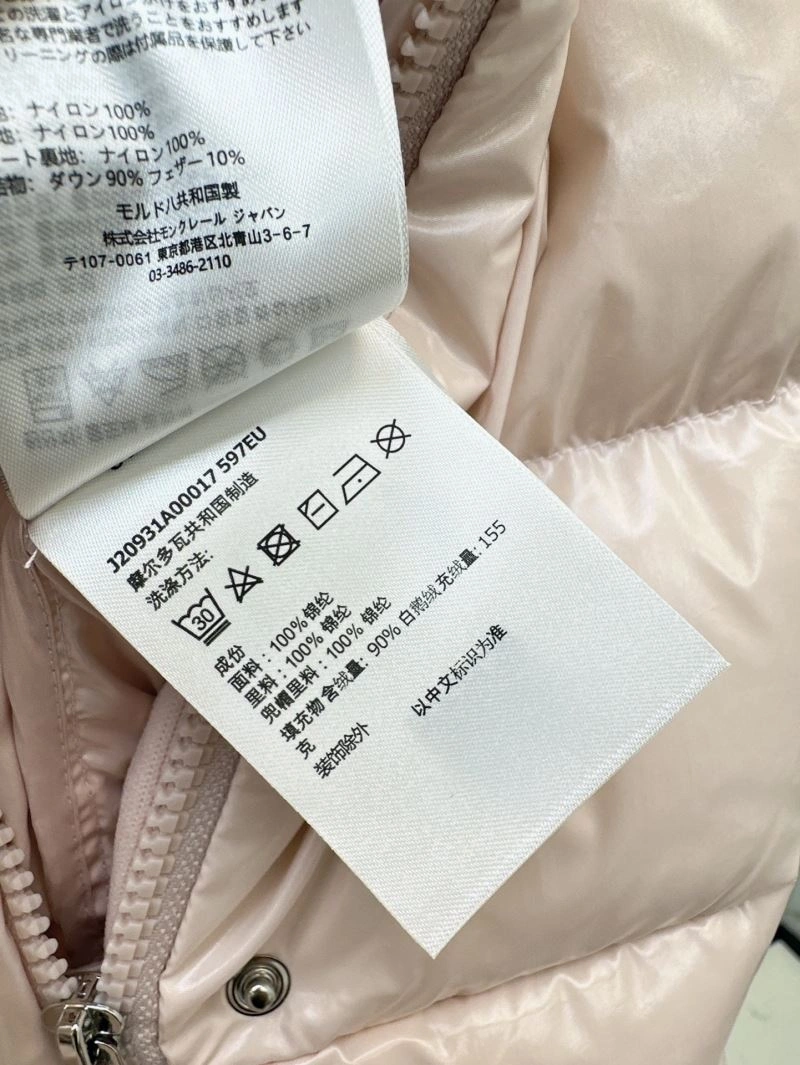 の洗濯とアイロンがけをおすすめ
名な専門業者で洗うことをおすすめします
リーニングの際は付属品を保護して下さい
地: ナイロン100%
地: ナイロン100%
ート裏地: ナイロン100%
物: ダウン90% フェザー 10%
モルドバ共和国製
株式会社モンクレール ジャパン
〒107-0061 東京都港区北青山3-6-7
03-3486-2110
J20931A00017 597EU
摩尔多瓦共和国制造
洗涤方法:
30
成份
面料: 100% 锦纶
里料: 100% 锦纶
兜帽里料: 100% 锦纶
填充物 含绒量: 90% 白鹅绒充绒量: 155
克
装饰除外
以中文标识为准